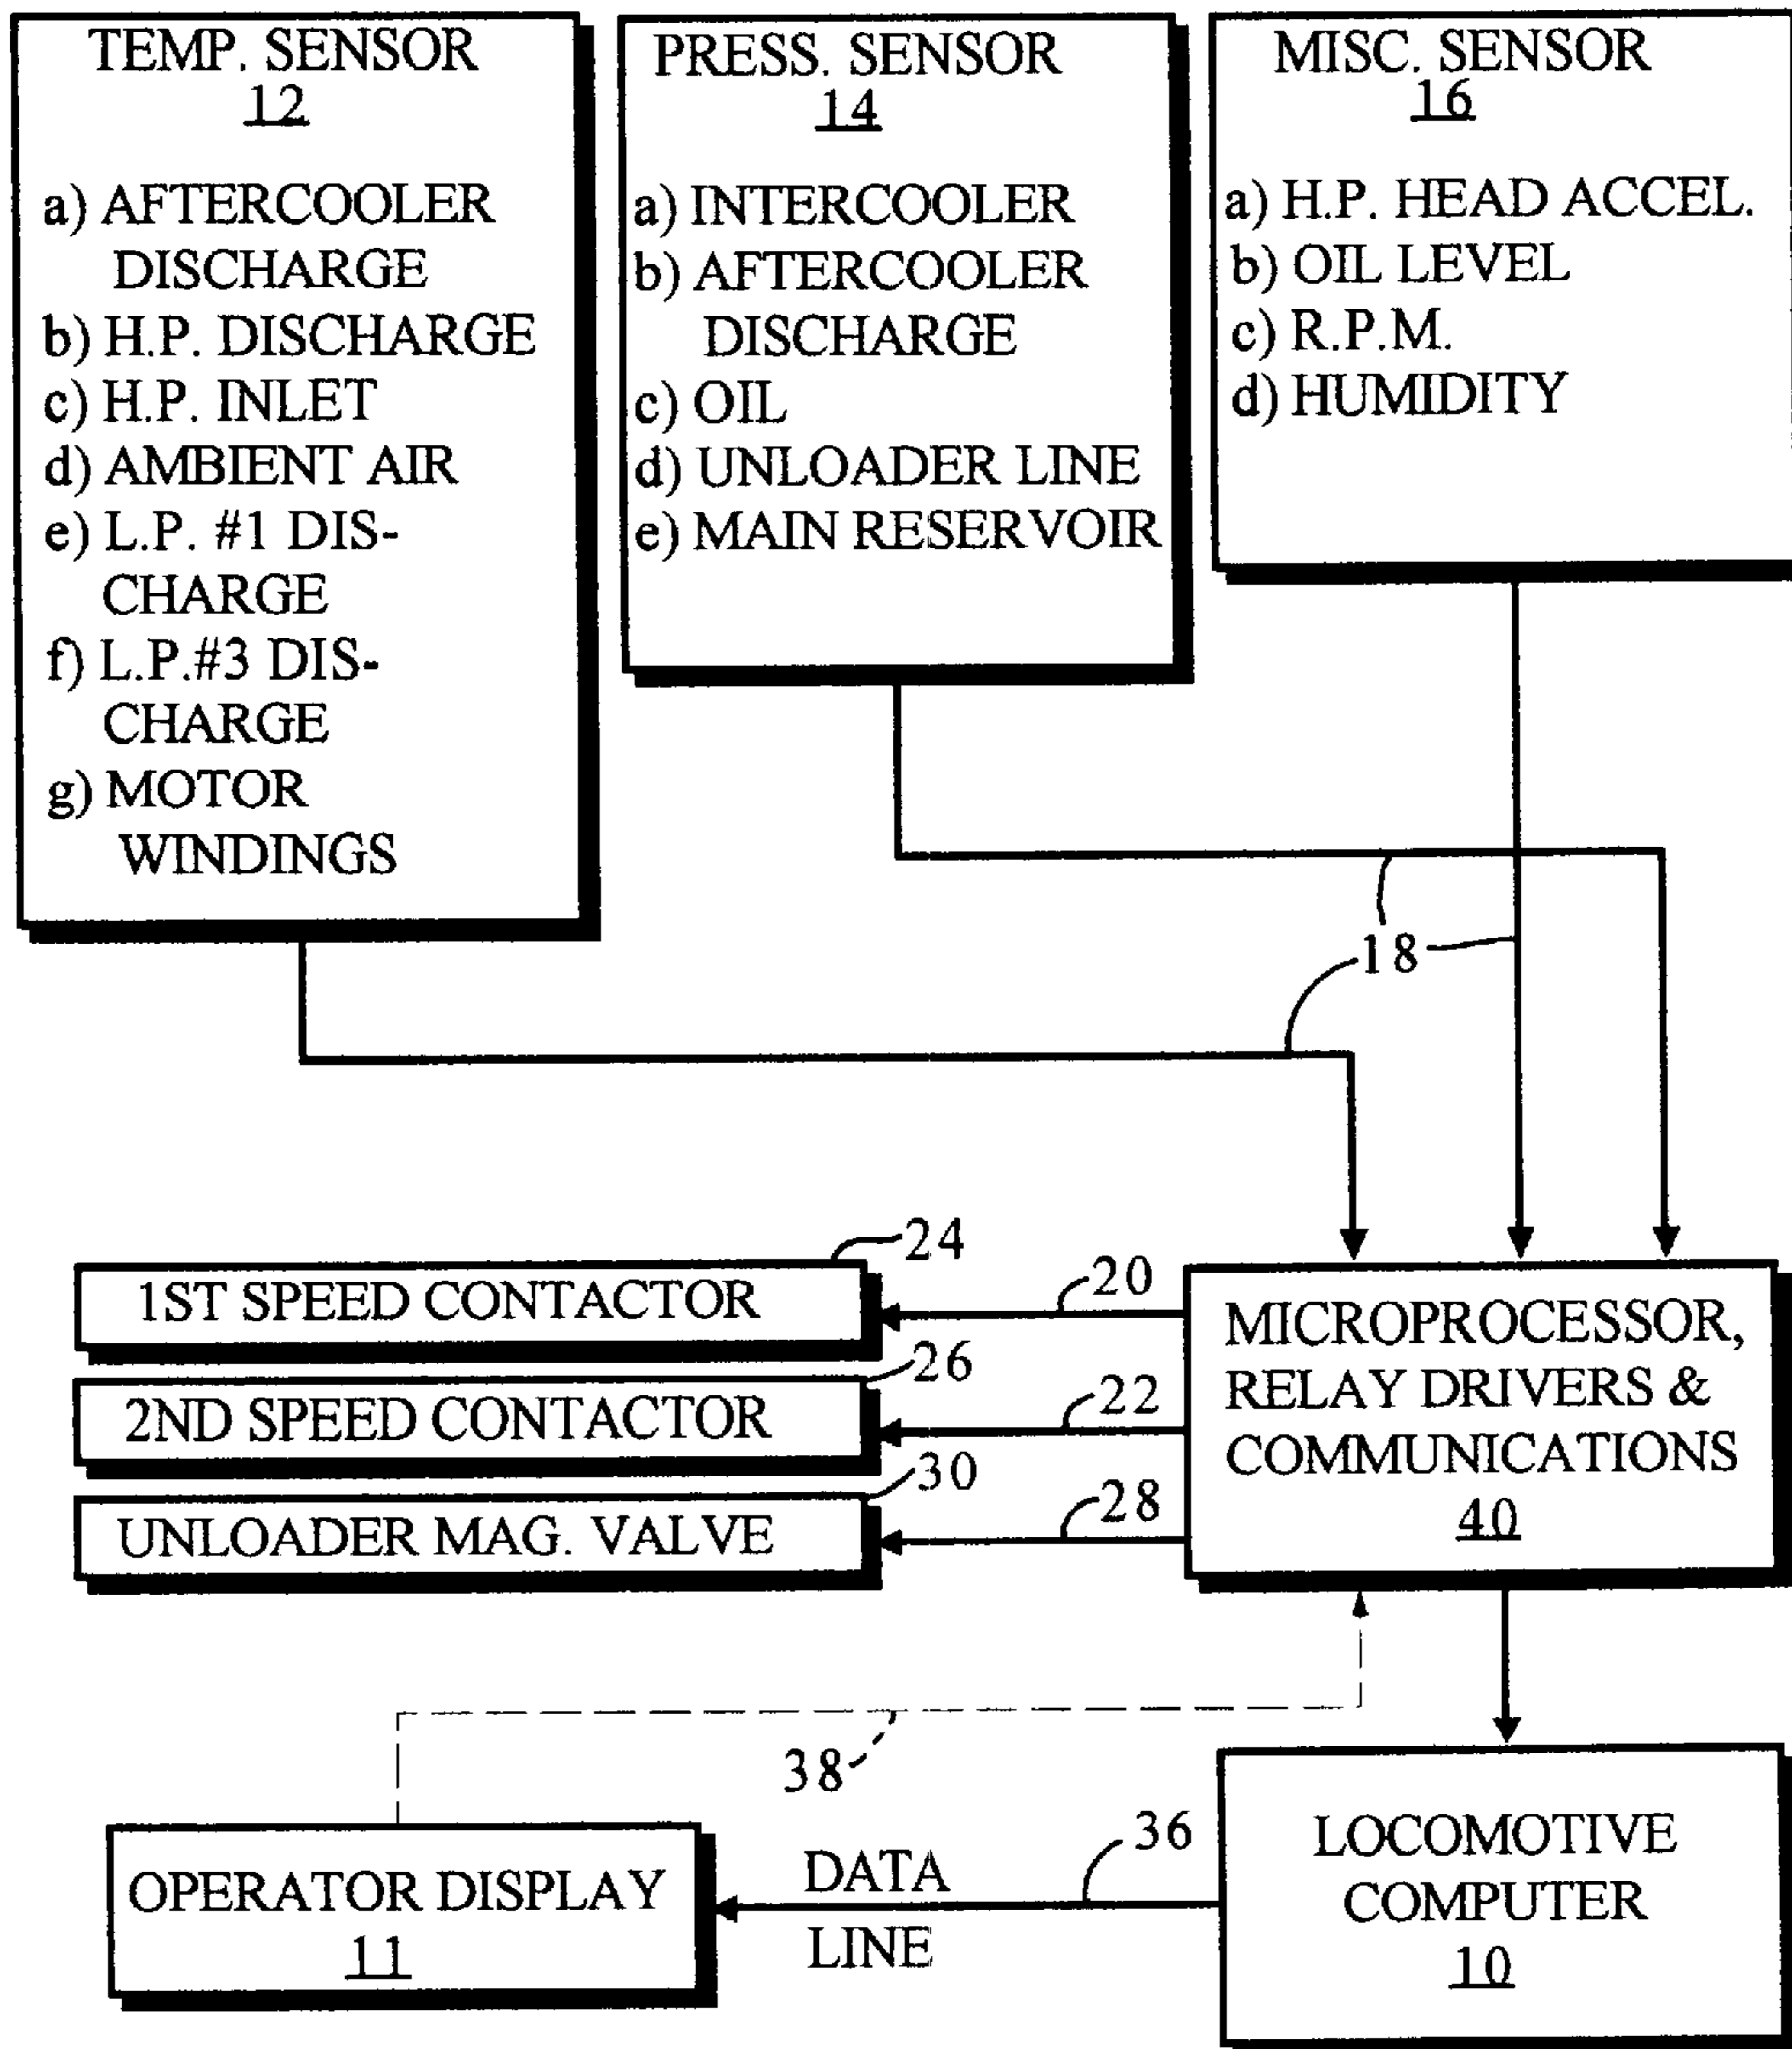 TEMP. SENSOR
12
a) AFTERCOOLER
DISCHARGE
b) H.P. DISCHARGE
c) H.P. INLET
d) AMBIENT AIR
e) L.P. #1 DIS-
CHARGE
f) L.P.#3 DIS-
CHARGE
g) MOTOR
WINDINGS
PRESS. SENSOR
14
a) INTERCOOLER
b) AFTERCOOLER
DISCHARGE
c) OIL
d) UNLOADER LINE
e) MAIN RESERVOIR
MISC. SENSOR
16
a) H.P. HEAD ACCEL.
b) OIL LEVEL
c) R.P.M.
d) HUMIDITY
18
24
1ST SPEED CONTACTOR
20
26
2ND SPEED CONTACTOR
22
30
UNLOADER MAG. VALVE
28
MICROPROCESSOR,
RELAY DRIVERS &
COMMUNICATIONS
40
38
OPERATOR DISPLAY
11
DATA
LINE
36
LOCOMOTIVE
COMPUTER
10